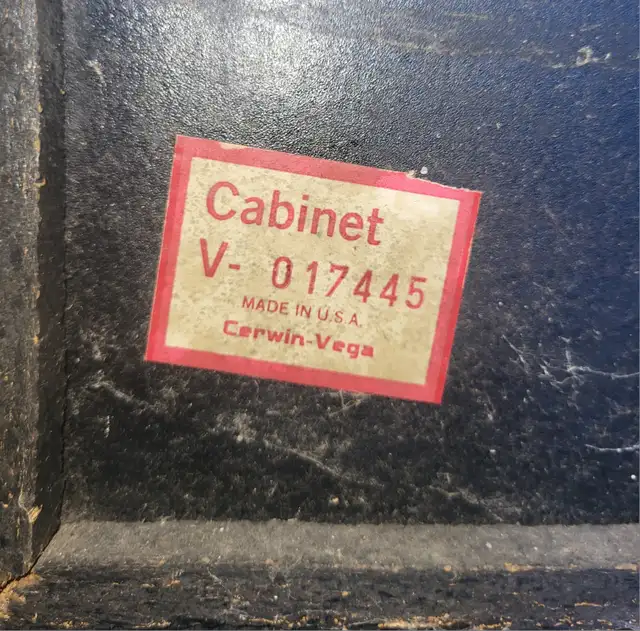 Cabinet
V- 017445
MADE IN U.S.A.
Cerwin-Vega